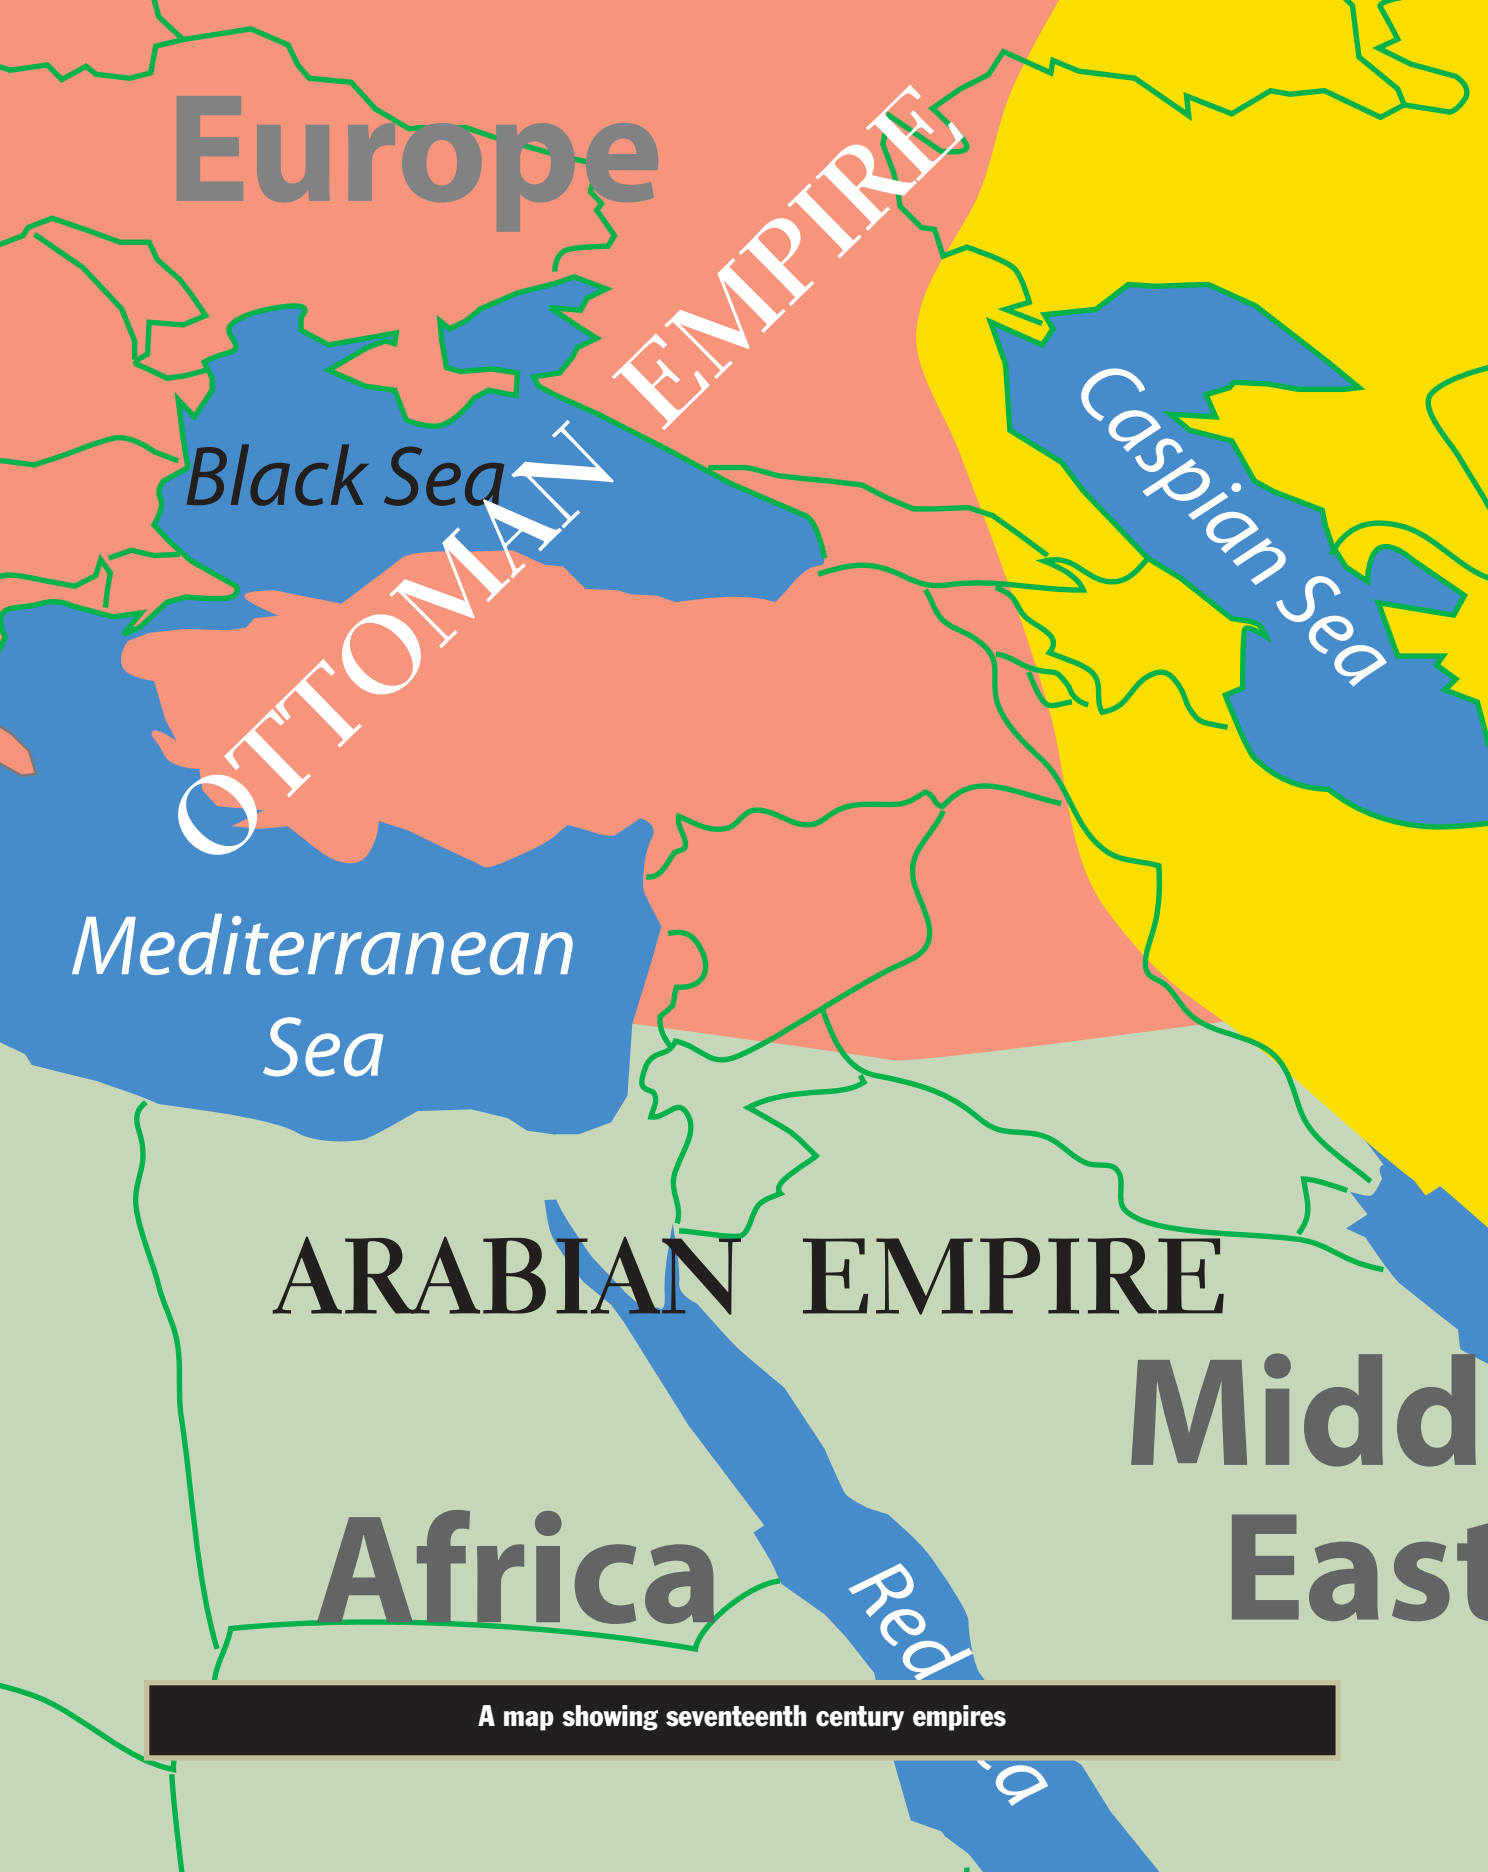 Europe
OTTOMAN EMPIRE
Black Sea
Caspian Sea
Mediterranean
Sea
ARABIAN EMPIRE
Midd
East
Africa
Red
a
A map showing seventeenth century empires